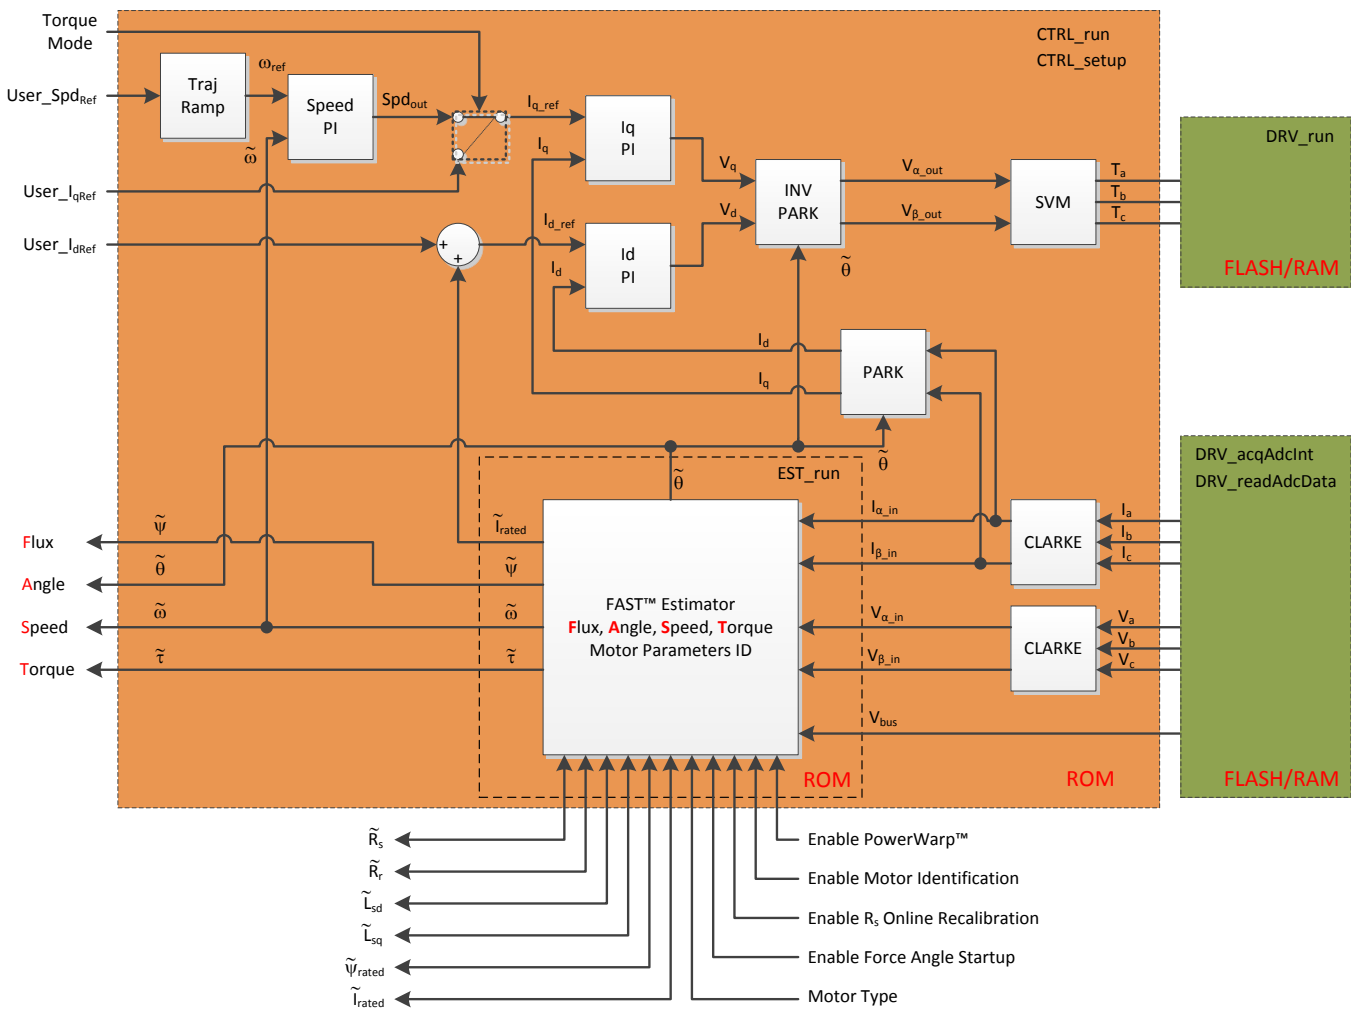 Torque
Mode
CTRL_run
CTRL_setup
User_SpdRef
Traj
Ramp
ωref
Speed
PI
Spdout
ω̃
Iq_ref
Iq
Iq
PI
User_IqRef
User_IdRef
+
+
Id_ref
Id
Id
PI
Vq
Vd
INV
PARK
θ̃
Vα_out
Vβ_out
SVM
Ta
Tb
Tc
DRV_run
FLASH/RAM
Id
Iq
PARK
θ̃
θ̃
EST_run
DRV_acqAdcInt
DRV_readAdcData
Ĩrated
ψ̃
ω̃
τ̃
FAST™ Estimator
Flux, Angle, Speed, Torque
Motor Parameters ID
Iα_in
Iβ_in
CLARKE
Ia
Ib
Ic
Vα_in
Vβ_in
CLARKE
Va
Vb
Vc
Vbus
Flux
ψ̃
Angle
θ̃
Speed
ω̃
Torque
τ̃
ROM
ROM
FLASH/RAM
R̃s
R̃r
L̃sd
L̃sq
ψ̃rated
Ĩrated
Enable PowerWarp™
Enable Motor Identification
Enable Rs Online Recalibration
Enable Force Angle Startup
Motor Type